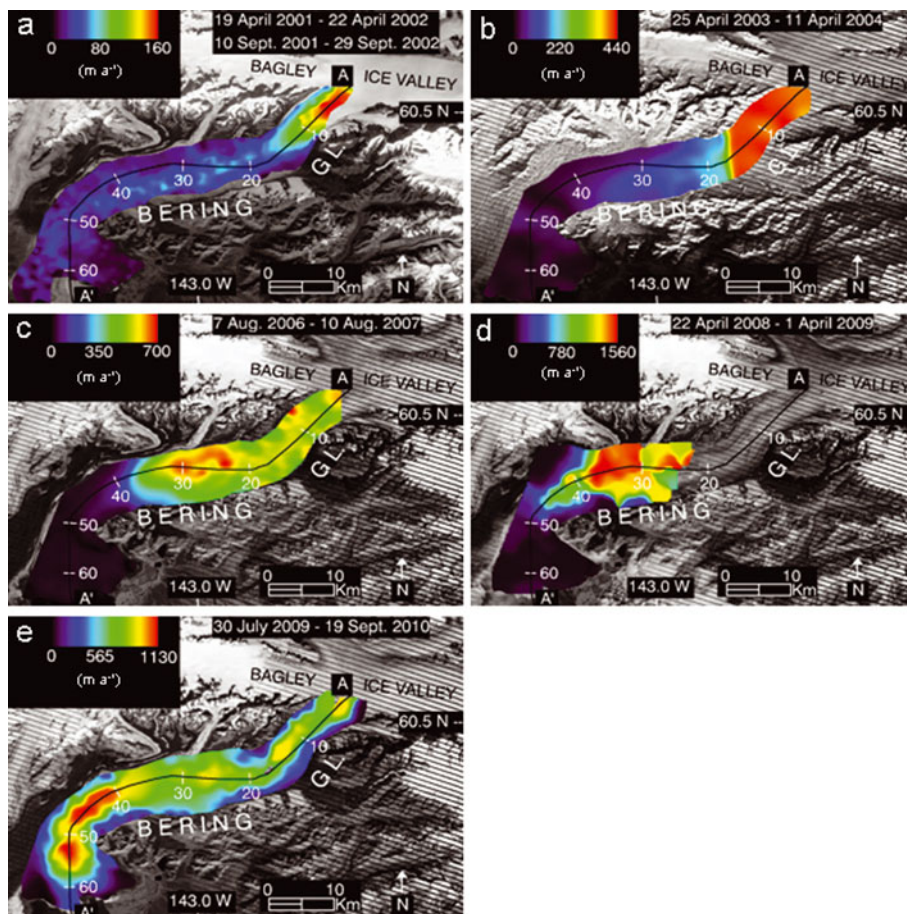 a
19 April 2001 - 22 April 2002
10 Sept. 2001 - 29 Sept. 2002
0 80 160
(m a⁻¹)
BAGLEY
A
ICE VALLEY
60.5 N
10
GL.
20
30
40
BERING
50
60
A'
143.0 W
0 10
Km
N
b
25 April 2003 - 11 April 2004
0 220 440
(m a⁻¹)
BAGLEY
A
ICE VALLEY
60.5 N
10
GL.
20
30
40
BERING
50
60
A'
143.0 W
0 10
Km
N
c
7 Aug. 2006 - 10 Aug. 2007
0 350 700
(m a⁻¹)
BAGLEY
A
ICE VALLEY
60.5 N
10
GL.
20
30
40
BERING
50
60
A'
143.0 W
0 10
Km
N
d
22 April 2008 - 1 April 2009
0 780 1560
(m a⁻¹)
BAGLEY
A
ICE VALLEY
60.5 N
10
GL.
20
30
40
BERING
50
60
A'
143.0 W
0 10
Km
N
e
30 July 2009 - 19 Sept. 2010
0 565 1130
(m a⁻¹)
BAGLEY
A
ICE VALLEY
60.5 N
10
GL.
20
30
40
BERING
50
60
A'
143.0 W
0 10
Km
N